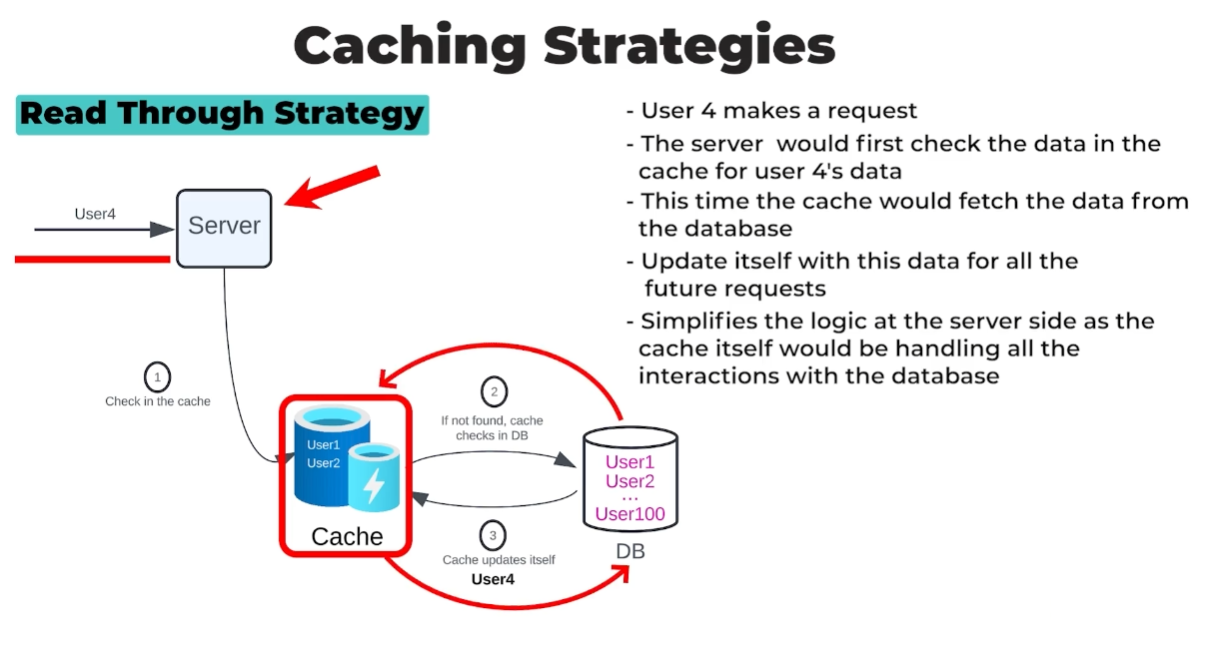 Caching Strategies
Read Through Strategy
- User 4 makes a request
- The server would first check the data in the
cache for user 4's data
- This time the cache would fetch the data from
the database
- Update itself with this data for all the
future requests
- Simplifies the logic at the server side as the
cache itself would be handling all the
interactions with the database
User4
Server
1
Check in the cache
2
If not found, cache
checks in DB
User1
User2
Cache
User1
User2
...
User100
DB
3
Cache updates itself
User4